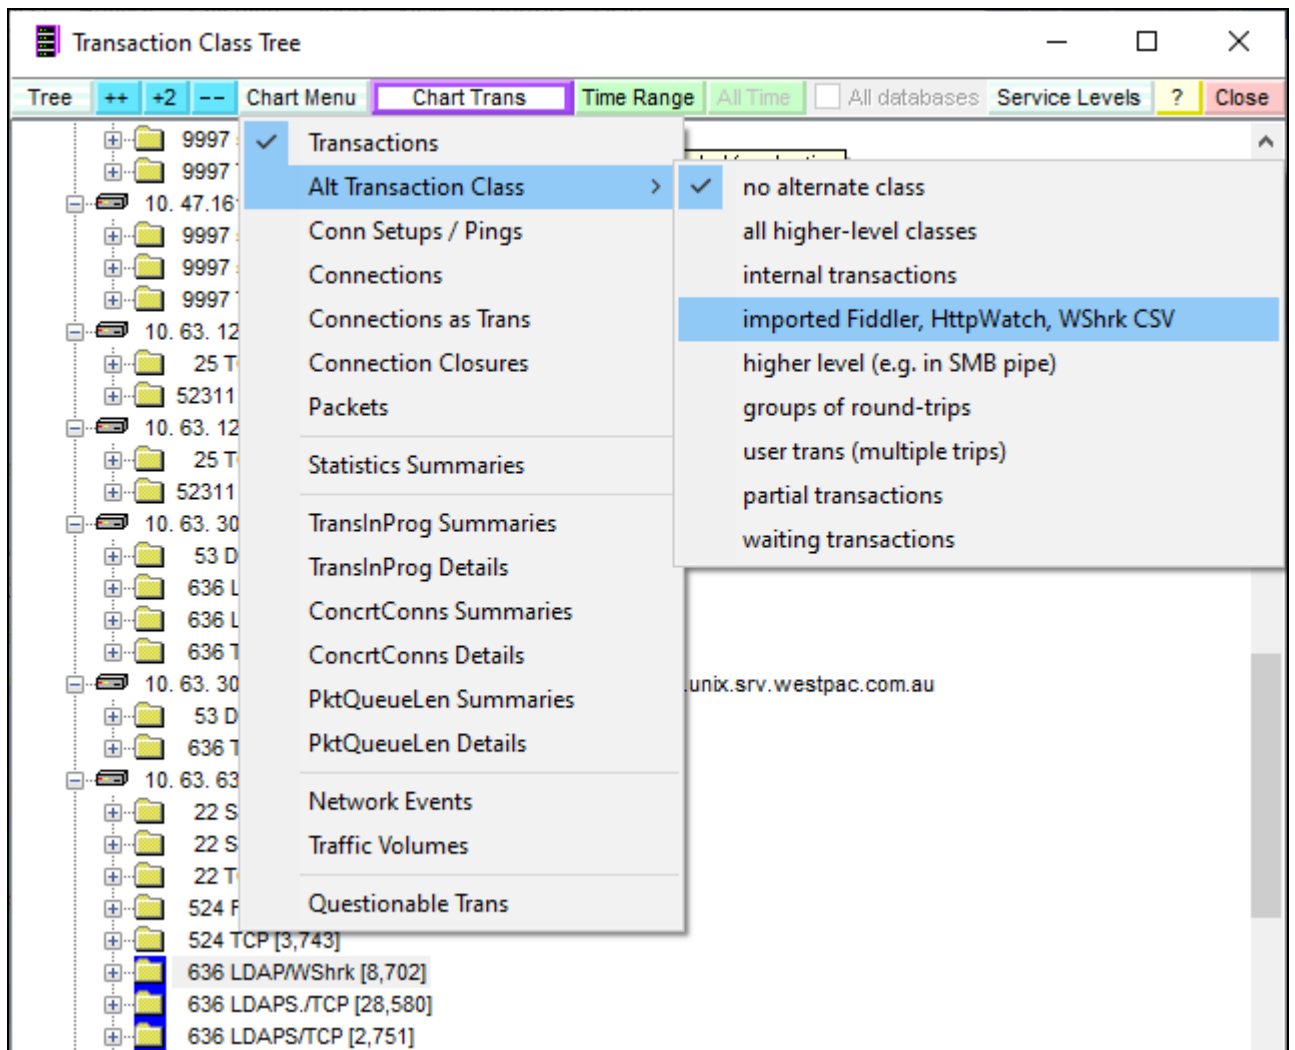 Transaction Class Tree
Tree ++ +2 -- Chart Menu Chart Trans Time Range All Time All databases Service Levels ? Close
9997
Transactions
9997
Alt Transaction Class
no alternate class
10. 47.16
all higher-level classes
9997
Conn Setups / Pings
internal transactions
9997
Connections
9997
Connections as Trans
imported Fiddler, HttpWatch, WShrk CSV
10. 63. 12
25 T
Connection Closures
higher level (e.g. in SMB pipe)
52311
Packets
groups of round-trips
10. 63. 12
25 T
Statistics Summaries
user trans (multiple trips)
52311
partial transactions
10. 63. 30
TransInProg Summaries
waiting transactions
53 D
TransInProg Details
636 L
636 L
ConcrtConns Summaries
636 T
ConcrtConns Details
10. 63. 30
.unix.srv.westpac.com.au
PktQueueLen Summaries
53 D
636 T
PktQueueLen Details
10. 63. 63
22 S
Network Events
22 S
Traffic Volumes
22 T
524 F
Questionable Trans
524 TCP [3,743]
636 LDAP/WShrk [8,702]
636 LDAPS./TCP [28,580]
636 LDAPS/TCP [2,751]